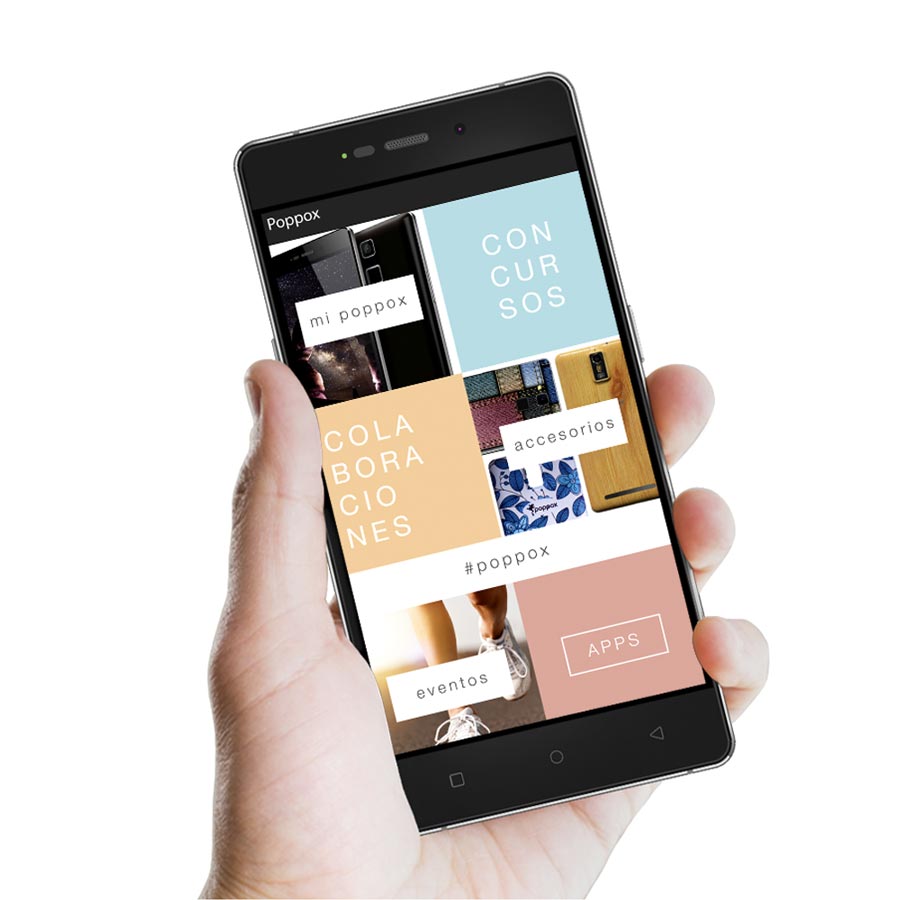 Poppox
mi poppox
CON
CUR
SOS
COLA
BORA
CIO
NES
accesorios
poppox
#poppox
eventos
APPS